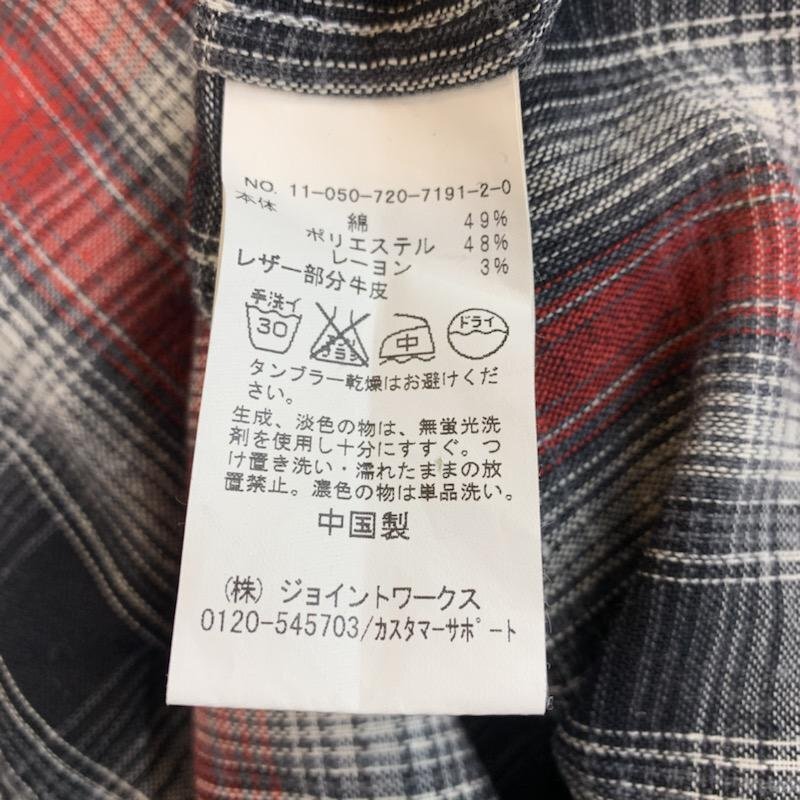 NO. 11-050-720-7191-2-0
本体
綿 49%
ポリエステル 48%
レーヨン 3%
レザー部分牛皮
手洗イ
30
エンソ
サラシ
中
ドライ
タンブラー乾燥はお避けくだ
さい。
生成、淡色の物は、無蛍光洗
剤を使用し十分にすすぐ。つ
け置き洗い・濡れたままの放
置禁止。濃色の物は単品洗い。
中国製
(株) ジョイントワークス
0120-545703/カスタマーサポート